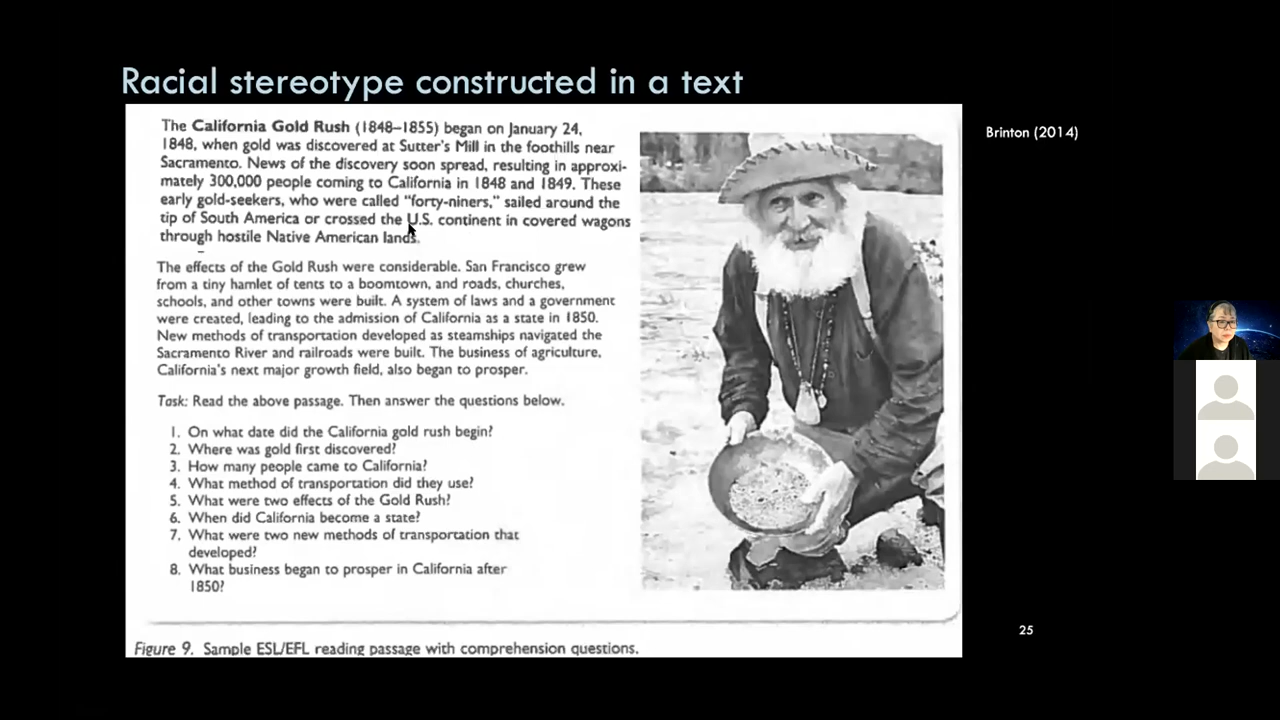 Racial stereotype constructed in a text
The California Gold Rush (1848–1855) began on January 24,
1848, when gold was discovered at Sutter's Mill in the foothills near
Sacramento. News of the discovery soon spread, resulting in approxi-
mately 300,000 people coming to California in 1848 and 1849. These
early gold-seekers, who were called "forty-niners," sailed around the
tip of South America or crossed the U.S. continent in covered wagons
through hostile Native American lands.
The effects of the Gold Rush were considerable. San Francisco grew
from a tiny hamlet of tents to a boomtown, and roads, churches,
schools, and other towns were built. A system of laws and a government
were created, leading to the admission of California as a state in 1850.
New methods of transportation developed as steamships navigated the
Sacramento River and railroads were built. The business of agriculture,
California's next major growth field, also began to prosper.
Task: Read the above passage. Then answer the questions below.
1. On what date did the California gold rush begin?
2. Where was gold first discovered?
3. How many people came to California?
4. What method of transportation did they use?
5. What were two effects of the Gold Rush?
6. When did California become a state?
7. What were two new methods of transportation that
developed?
8. What business began to prosper in California after
1850?
Figure 9. Sample ESL/EFL reading passage with comprehension questions.
Brinton (2014)
25